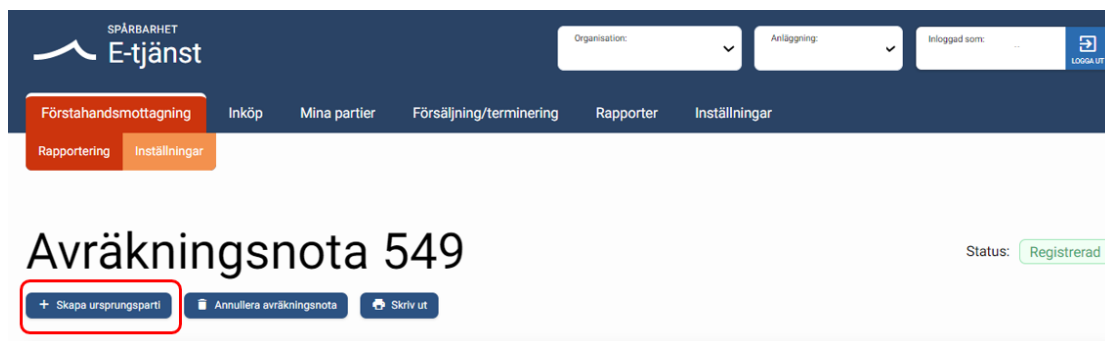 SPÅRBARHET
E-tjänst
Organisation:
Anläggning:
Inloggad som:
LOGGA UT
Förstahandsmottagning Inköp Mina partier Försäljning/terminering Rapporter Inställningar
Rapportering Inställningar
Avräkningsnota 549
Status: Registrerad
+ Skapa ursprungsparti Annullera avräkningsnota Skriv ut